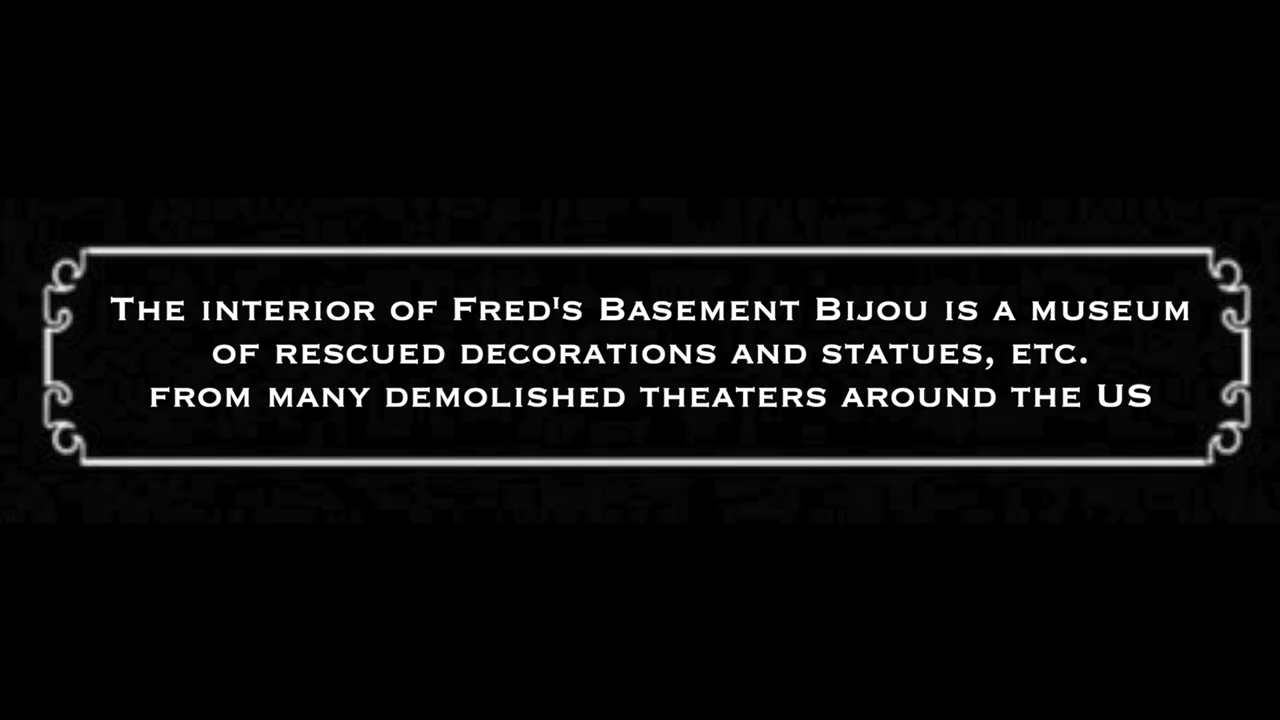 The interior of Fred's Basement Bijou is a museum
of rescued decorations and statues, etc.
from many demolished theaters around the US